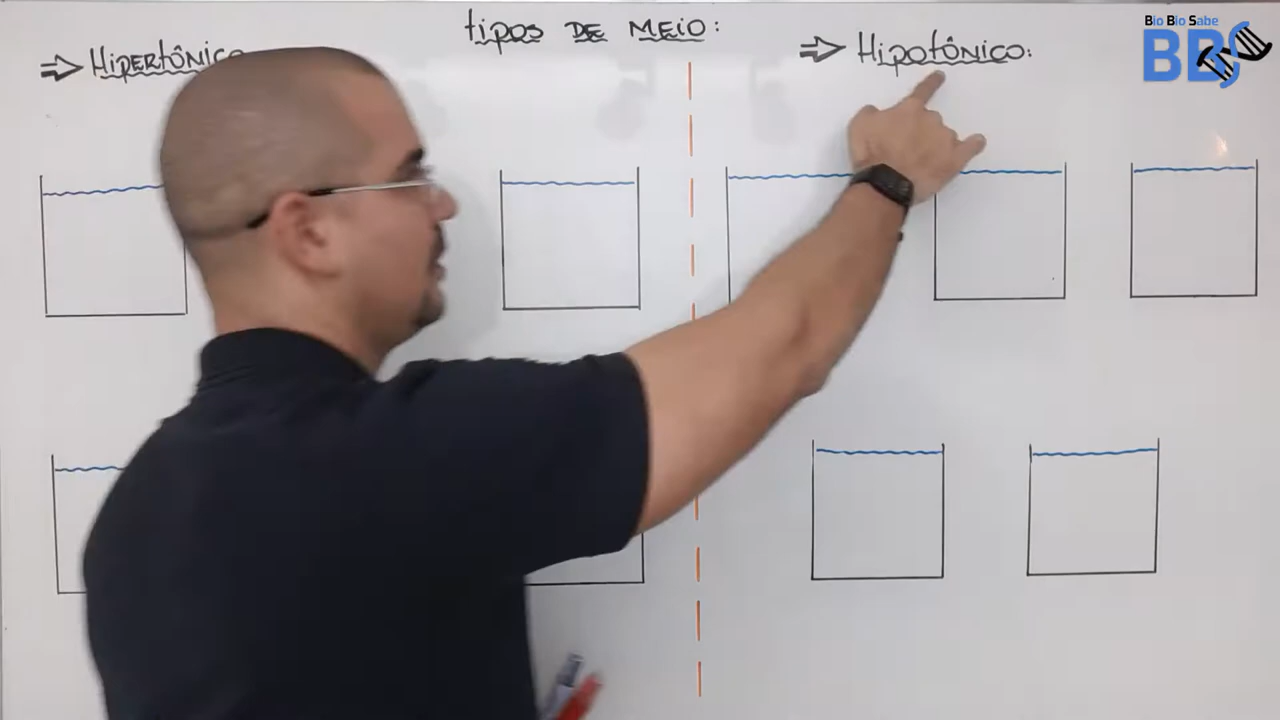 tipos DE MEIO:
⇒ HIPERTÔNICO
⇒ HIPOTÔNICO:
Bio Bio Sabe
BBS